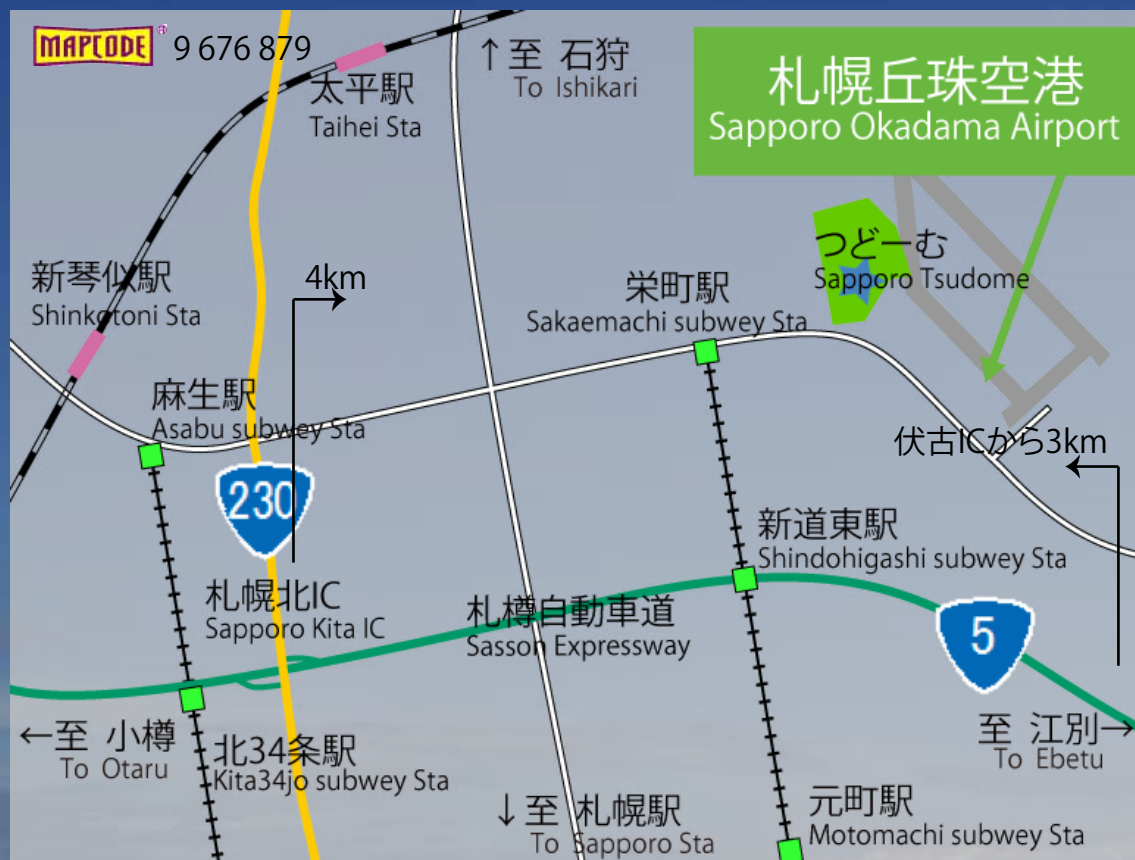 MAPCODE® 9 676 879
太平駅
Taihei Sta
↑至 石狩
To Ishikari
札幌丘珠空港
Sapporo Okadama Airport
つどーむ
Sapporo Tsudome
新琴似駅
Shinkotoni Sta
4km
栄町駅
Sakaemachi subwey Sta
麻生駅
Asabu subwey Sta
伏古ICから3km
230
新道東駅
Shindohigashi subwey Sta
札幌北IC
Sapporo Kita IC
札樽自動車道
Sasson Expressway
5
←至 小樽
To Otaru
北34条駅
Kita34jo subwey Sta
至 江別→
To Ebetu
↓至 札幌駅
To Sapporo Sta
元町駅
Motomachi subwey Sta